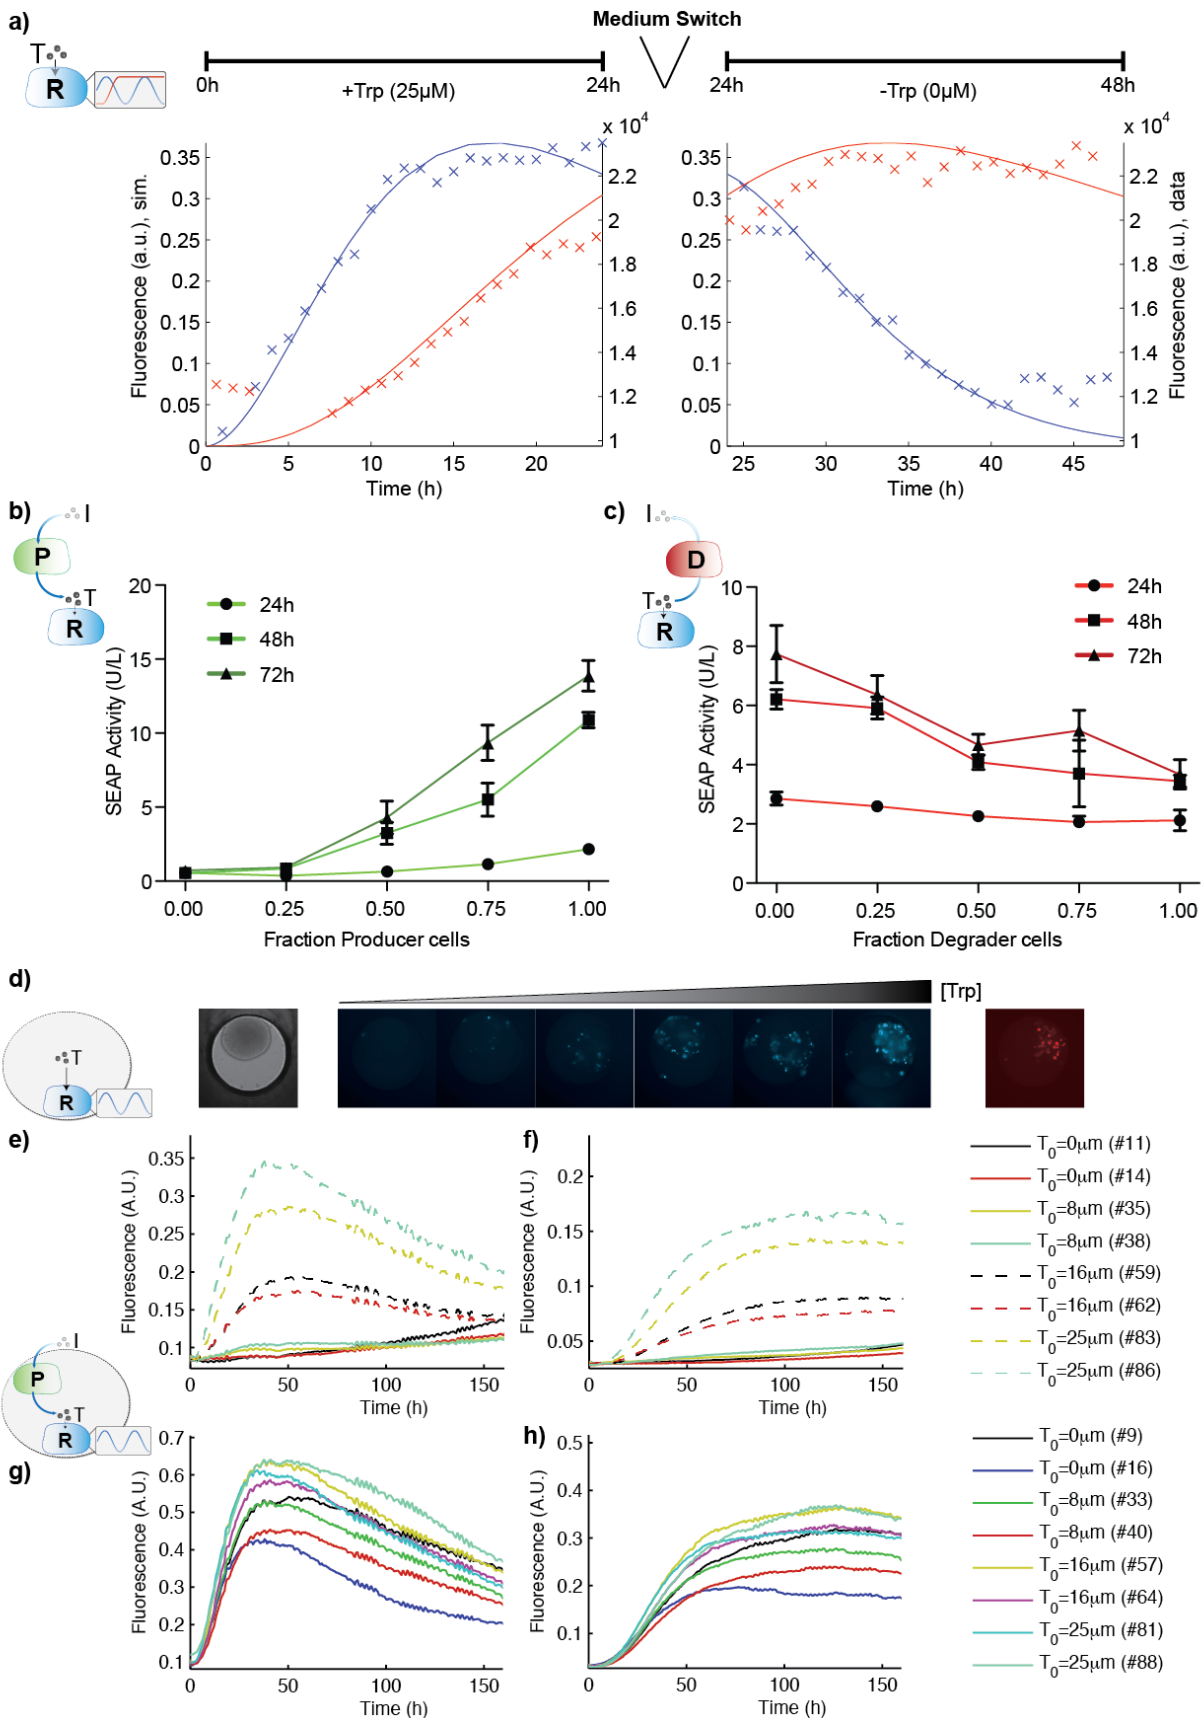 a)
Medium Switch
T
R
0h
+Trp (25μM)
24h
24h
-Trp (0μM)
48h
x 10⁴
x 10⁴
Fluorescence (a.u.), sim.
0.35
0.3
0.25
0.2
0.15
0.1
0.05
0
2.2
2
1.8
1.6
1.4
1.2
1
0 5 10 15 20
Time (h)
0.35
0.3
0.25
0.2
0.15
0.1
0.05
0
2.2
2
1.8
1.6
1.4
1.2
1
Fluorescence (a.u.), data
25 30 35 40 45
Time (h)
b)
I
P
T
R
SEAP Activity (U/L)
20
15
10
5
0
24h
48h
72h
0.00 0.25 0.50 0.75 1.00
Fraction Producer cells
c)
I
D
T
R
SEAP Activity (U/L)
10
8
6
4
2
0
24h
48h
72h
0.00 0.25 0.50 0.75 1.00
Fraction Degrader cells
d)
T
R
[Trp]
e)
Fluorescence (A.U.)
0.35
0.3
0.25
0.2
0.15
0.1
0 50 100 150
Time (h)
f)
Fluorescence (A.U.)
0.2
0.15
0.1
0.05
0 50 100 150
Time (h)
T₀=0μm (#11)
T₀=0μm (#14)
T₀=8μm (#35)
T₀=8μm (#38)
T₀=16μm (#59)
T₀=16μm (#62)
T₀=25μm (#83)
T₀=25μm (#86)
I
P
T
R
g)
Fluorescence (A.U.)
0.7
0.6
0.5
0.4
0.3
0.2
0.1
0 50 100 150
Time (h)
h)
Fluorescence (A.U.)
0.5
0.4
0.3
0.2
0.1
0 50 100 150
Time (h)
T₀=0μm (#9)
T₀=0μm (#16)
T₀=8μm (#33)
T₀=8μm (#40)
T₀=16μm (#57)
T₀=16μm (#64)
T₀=25μm (#81)
T₀=25μm (#88)